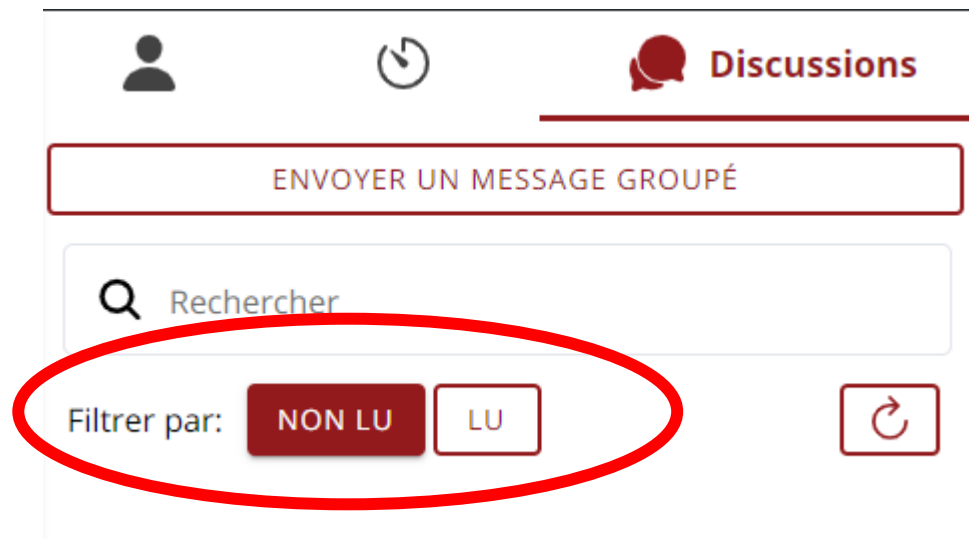 Discussions
ENVOYER UN MESSAGE GROUPÉ
Rechercher
Filtrer par: NON LU LU